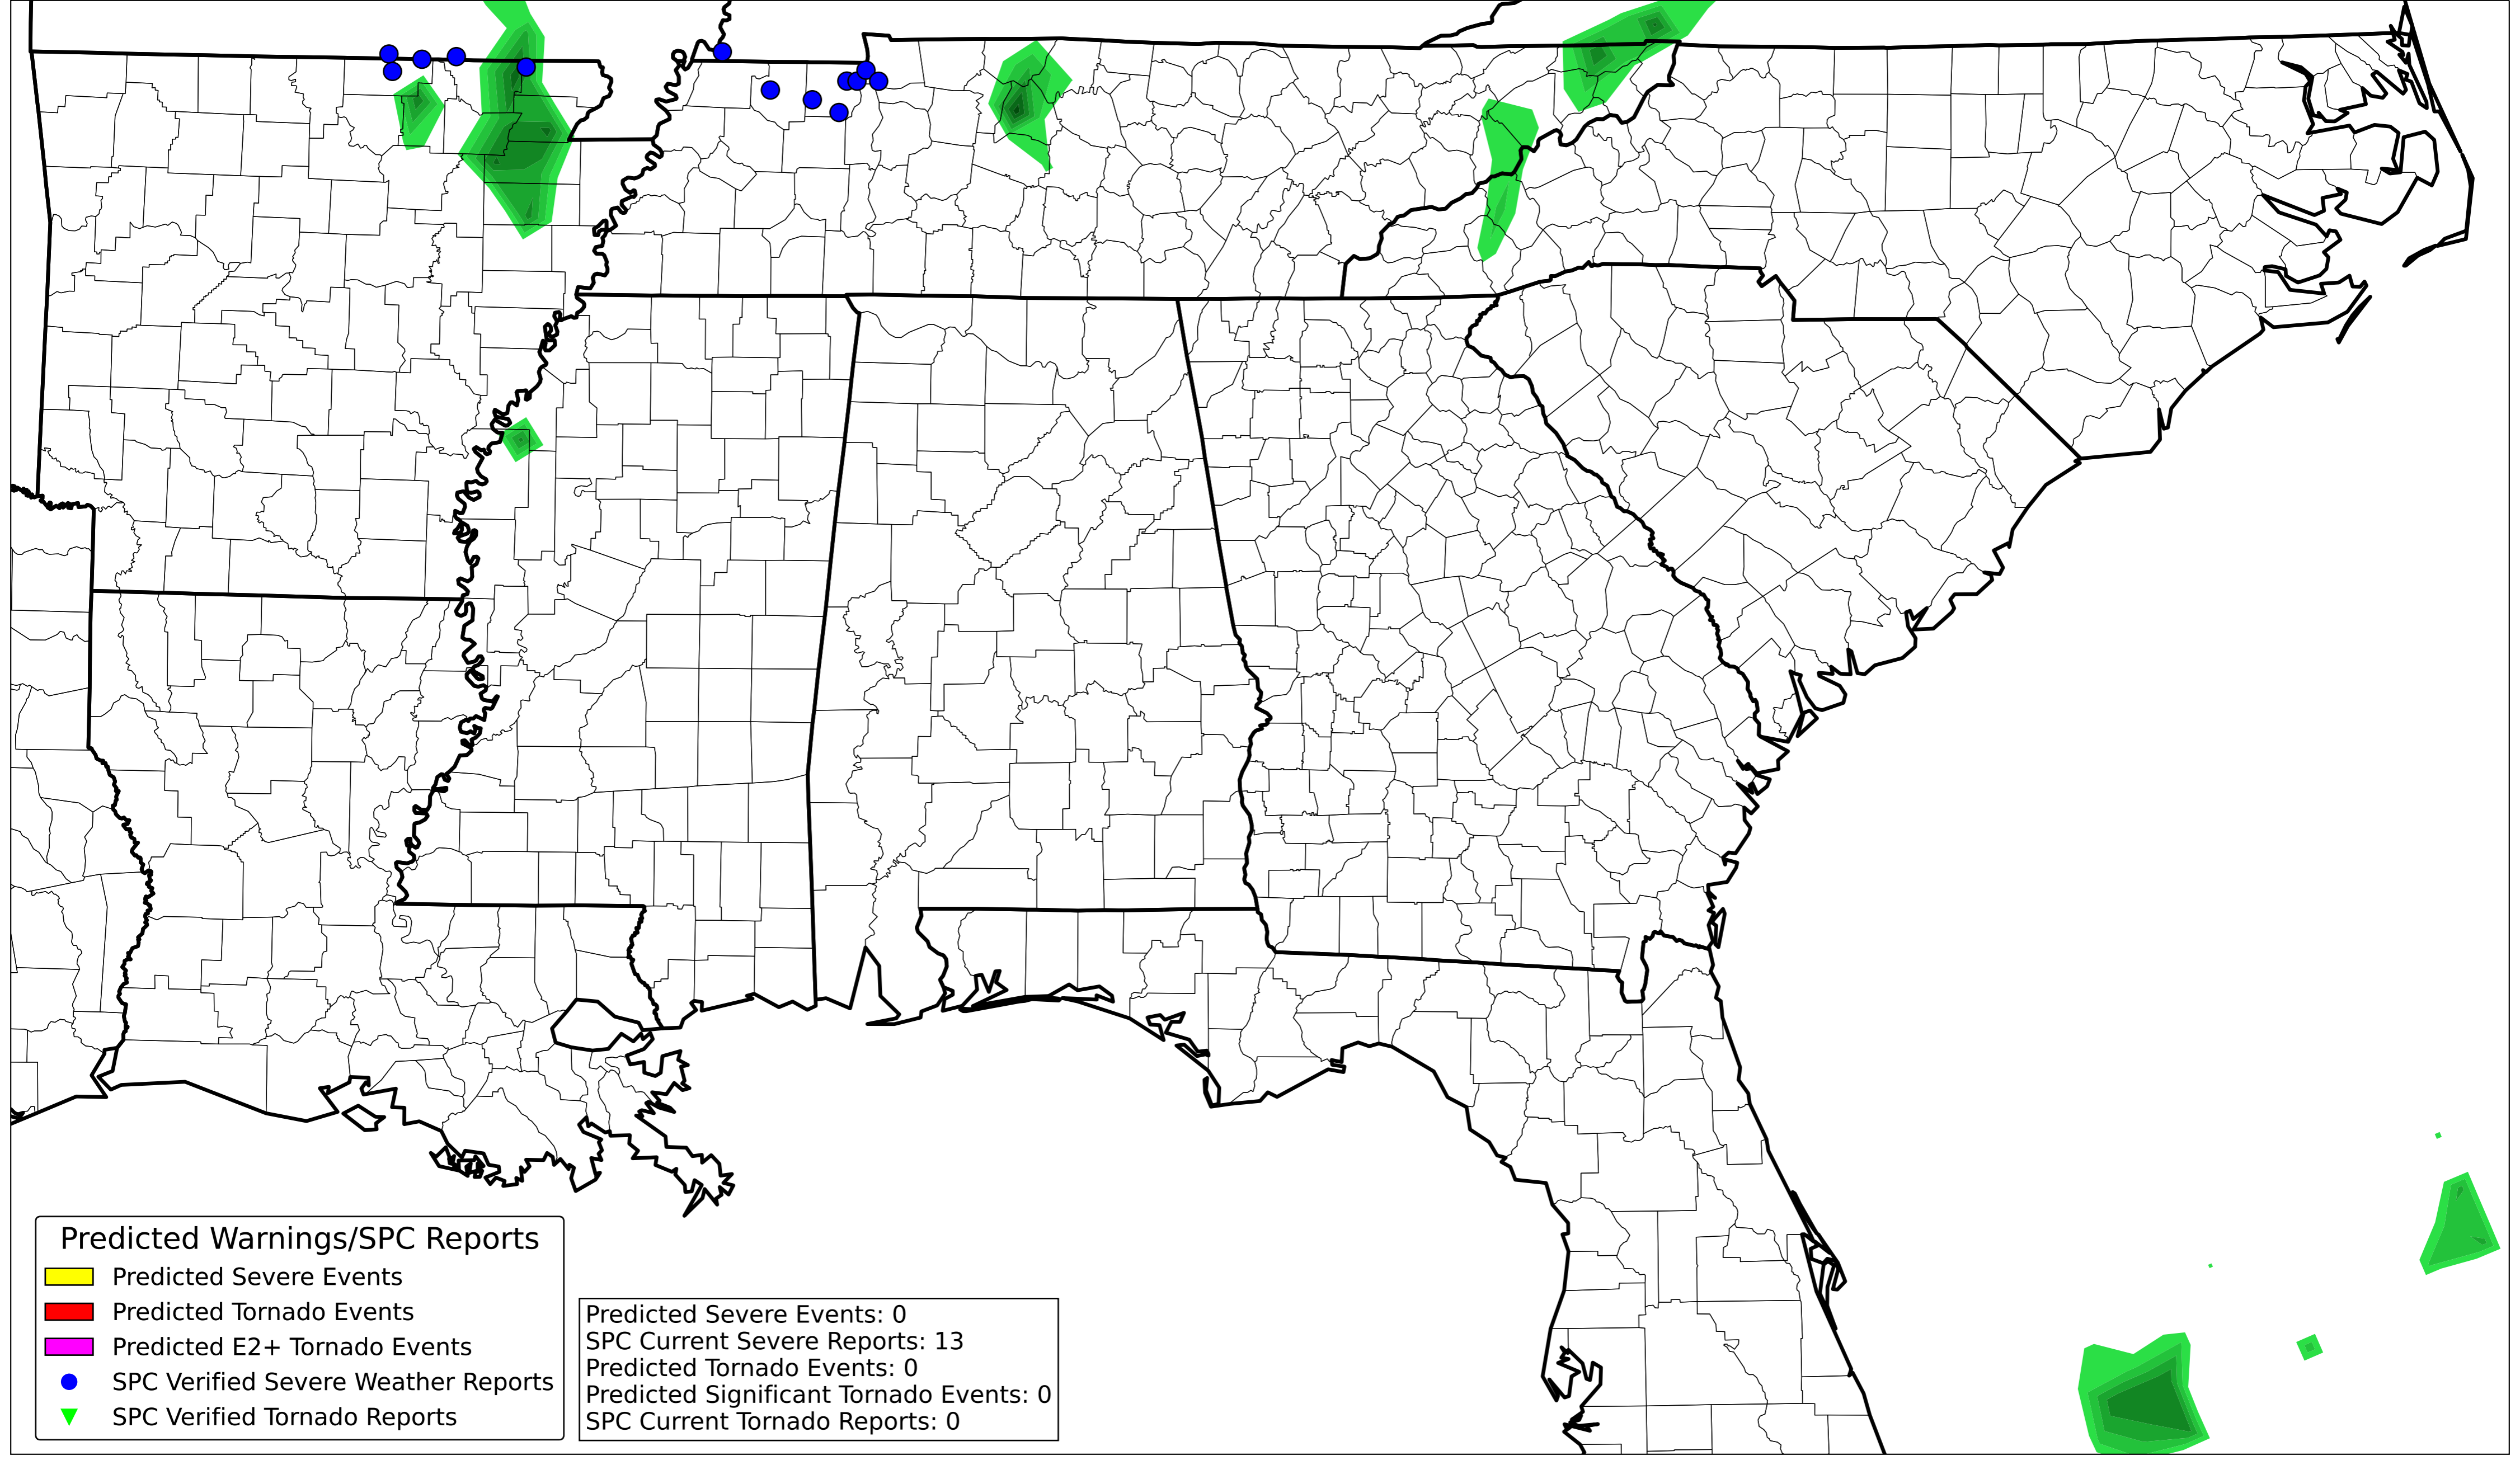 Predicted Warnings/SPC Reports
Predicted Severe Events
Predicted Tornado Events
Predicted E2+ Tornado Events
SPC Verified Severe Weather Reports
SPC Verified Tornado Reports
Predicted Severe Events: 0
SPC Current Severe Reports: 13
Predicted Tornado Events: 0
Predicted Significant Tornado Events: 0
SPC Current Tornado Reports: 0